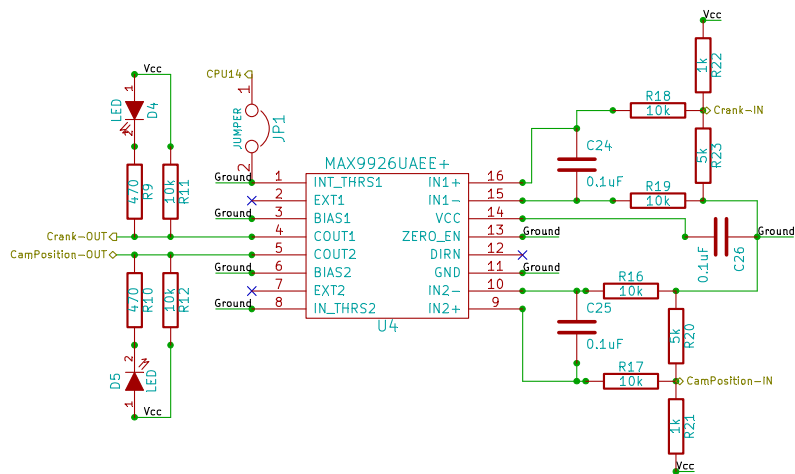 Vcc
CPU14
Vcc
1
LED
D4
2
1
JUMPER
JP1
2
1k
R22
R18
10k
Crank-IN
C24
0.1uF
5k
R23
R19
10k
MAX9926UAEE+
Ground 1 INT_THRS1 IN1+ 16
2 EXT1 IN1- 15
Ground 3 BIAS1 VCC 14
Crank-OUT 4 COUT1 ZERO_EN 13 Ground
CamPosition-OUT 5 COUT2 DIRN 12
Ground 6 BIAS2 GND 11 Ground
7 EXT2 IN2- 10
Ground 8 IN_THRS2 IN2+ 9
U4
470
R9
10k
R11
470
R10
10k
R12
0.1uF
C26
Ground
R16
10k
C25
0.1uF
5k
R20
R17
10k
CamPosition-IN
2
D5
LED
1
Vcc
1k
R21
Vcc